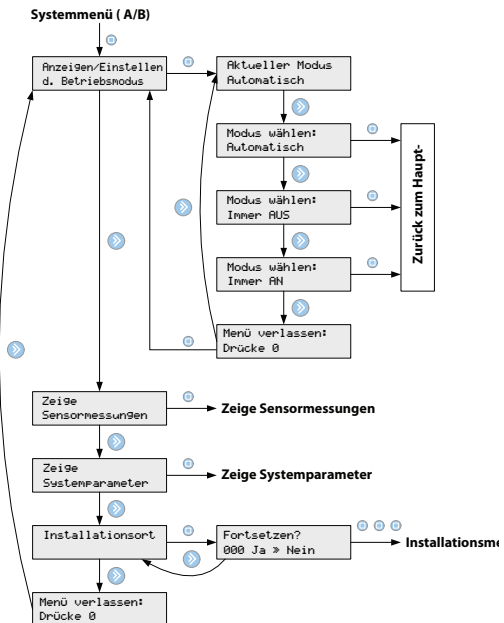 Systemmenü ( A/B)
Anzeigen/Einstellen
d. Betriebsmodus
Aktueller Modus
Automatisch
Modus wählen:
Automatisch
Modus wählen:
Immer AUS
Modus wählen:
Immer AN
Menü verlassen:
Drücke 0
Zurück zum Haupt-
Zeige
Sensormessungen
Zeige Sensormessungen
Zeige
Systemparameter
Zeige Systemparameter
Installationsort
Fortsetzen?
000 Ja » Nein
Installationsme
Menü verlassen:
Drücke 0